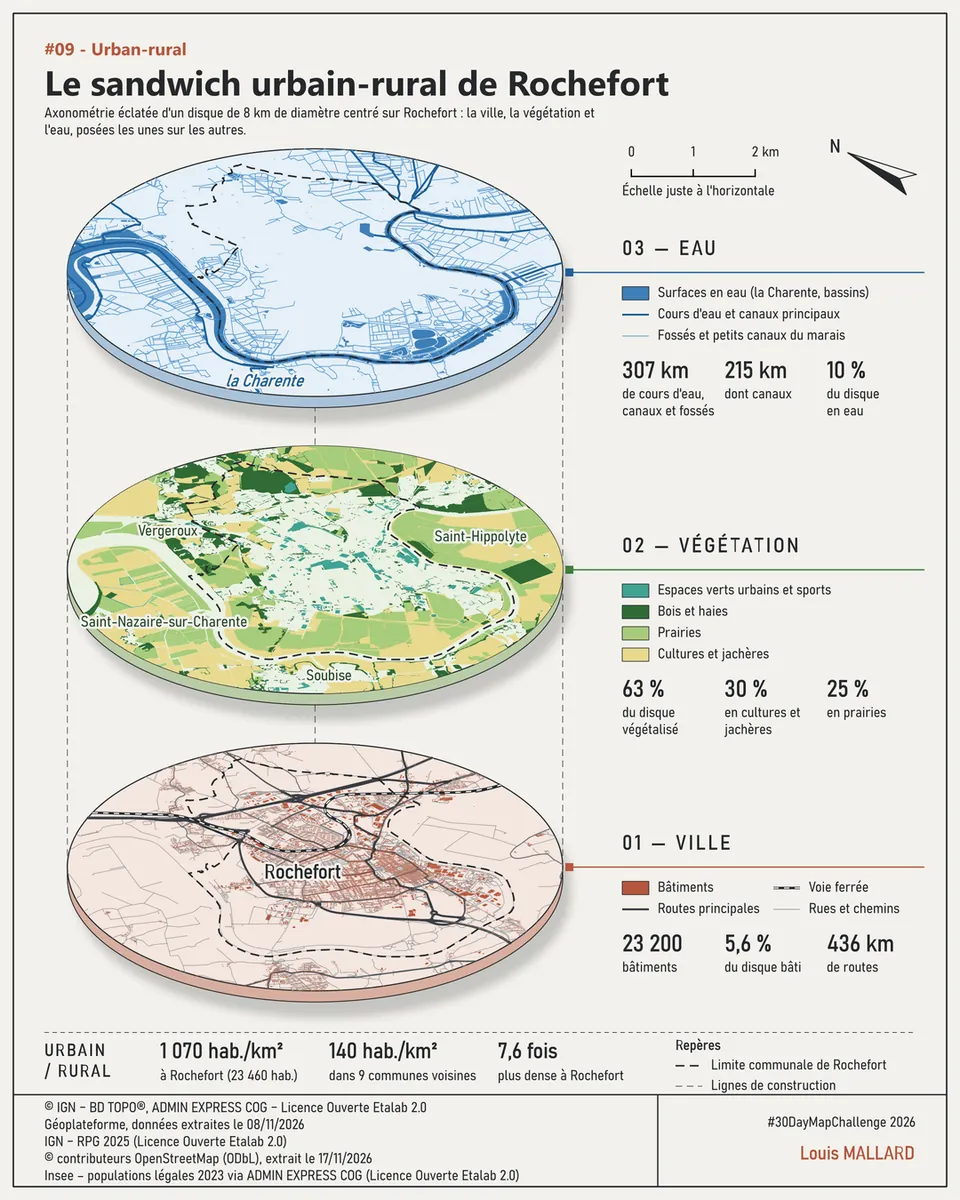 #09 - Urban-rural
Le sandwich urbain-rural de Rochefort
Axonométrie éclatée d'un disque de 8 km de diamètre centré sur Rochefort : la ville, la végétation et
l'eau, posées les unes sur les autres.
0 1 2 km
Échelle juste à l'horizontale
N
03 — EAU
Surfaces en eau (la Charente, bassins)
Cours d'eau et canaux principaux
Fossés et petits canaux du marais
307 km 215 km 10 %
de cours d'eau, dont canaux du disque
canaux et fossés en eau
la Charente
02 — VÉGÉTATION
Vergeroux
Saint-Hippolyte
Saint-Nazaire-sur-Charente
Soubise
Espaces verts urbains et sports
Bois et haies
Prairies
Cultures et jachères
63 % 30 % 25 %
du disque en cultures et en prairies
végétalisé jachères
01 — VILLE
Rochefort
Bâtiments Voie ferrée
Routes principales Rues et chemins
23 200 5,6 % 436 km
bâtiments du disque bâti de routes
URBAIN
/ RURAL
1 070 hab./km² 140 hab./km² 7,6 fois
à Rochefort (23 460 hab.) dans 9 communes voisines plus dense à Rochefort
Repères
Limite communale de Rochefort
Lignes de construction
© IGN – BD TOPO®, ADMIN EXPRESS COG – Licence Ouverte Etalab 2.0
Géoplateforme, données extraites le 08/11/2026
IGN – RPG 2025 (Licence Ouverte Etalab 2.0)
© contributeurs OpenStreetMap (ODbL), extrait le 17/11/2026
Insee – populations légales 2023 via ADMIN EXPRESS COG (Licence Ouverte Etalab 2.0)
#30DayMapChallenge 2026
Louis MALLARD